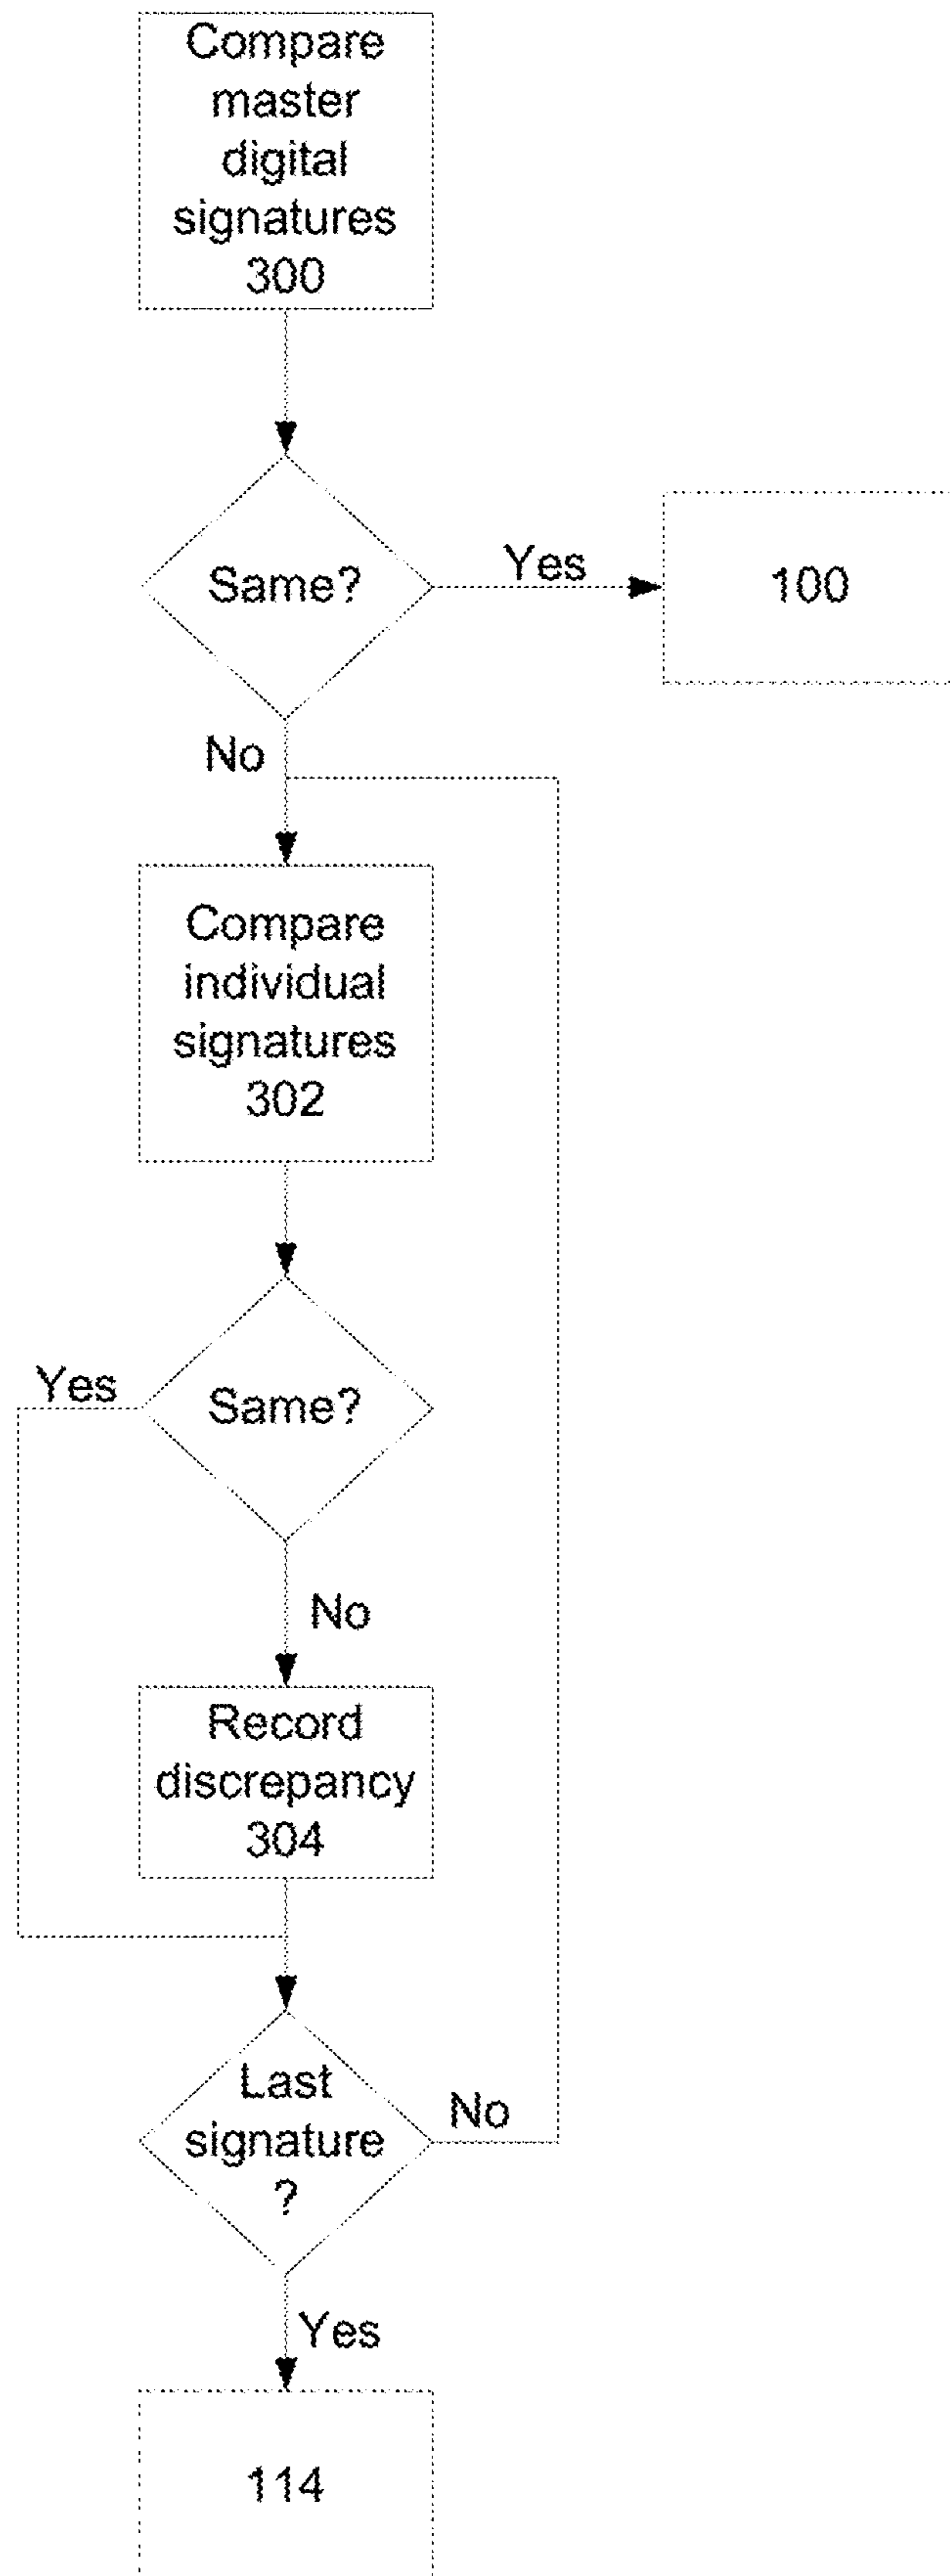 Compare
master
digital
signatures
300
Same?
Yes
100
No
Compare
individual
signatures
302
Yes
Same?
No
Record
discrepancy
304
Last
signature
?
No
Yes
114